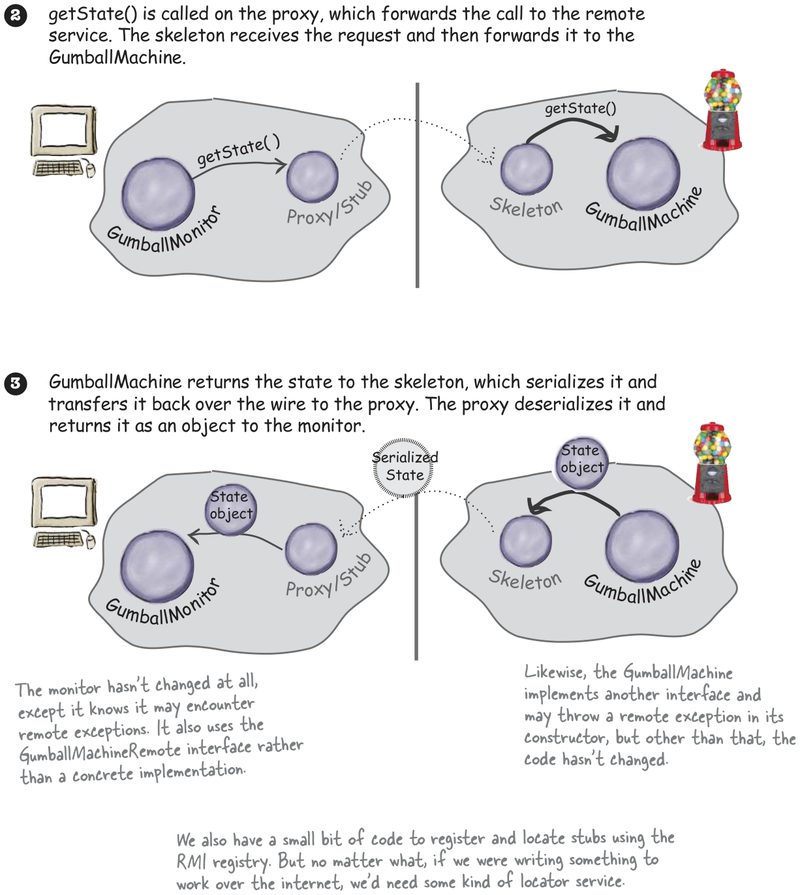 2
getState() is called on the proxy, which forwards the call to the remote
service. The skeleton receives the request and then forwards it to the
GumballMachine.
getState( )
GumballMonitor
Proxy/Stub
getState()
Skeleton
GumballMachine
3
GumballMachine returns the state to the skeleton, which serializes it and
transfers it back over the wire to the proxy. The proxy deserializes it and
returns it as an object to the monitor.
State
object
GumballMonitor
Proxy/Stub
Serialized
State
State
object
Skeleton
GumballMachine
The monitor hasn't changed at all,
except it knows it may encounter
remote exceptions. It also uses the
GumballMachineRemote interface rather
than a concrete implementation.
Likewise, the GumballMachine
implements another interface and
may throw a remote exception in its
constructor, but other than that, the
code hasn't changed.
We also have a small bit of code to register and locate stubs using the
RMI registry. But no matter what, if we were writing something to
work over the internet, we'd need some kind of locator service.